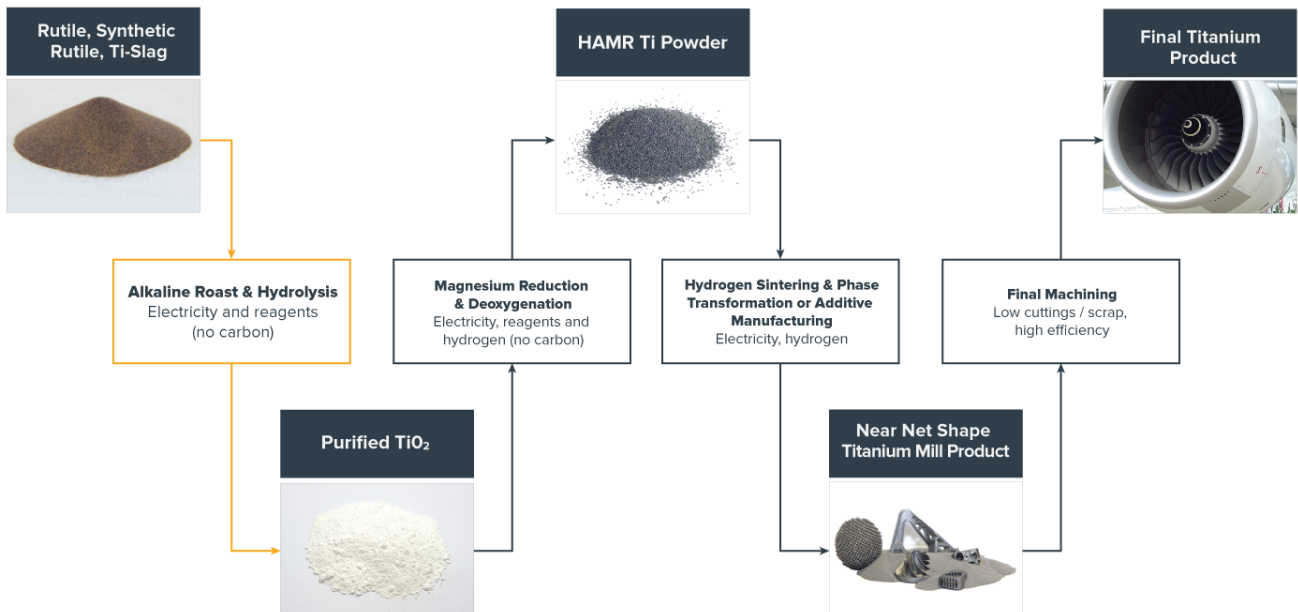 Rutile, Synthetic
Rutile, Ti-Slag
HAMR Ti Powder
Final Titanium
Product
Alkaline Roast & Hydrolysis
Electricity and reagents
(no carbon)
Magnesium Reduction
& Deoxygenation
Electricity, reagents and
hydrogen (no carbon)
Hydrogen Sintering & Phase
Transformation or Additive
Manufacturing
Electricity, hydrogen
Final Machining
Low cuttings / scrap,
high efficiency
Purified Ti0₂
Near Net Shape
Titanium Mill Product